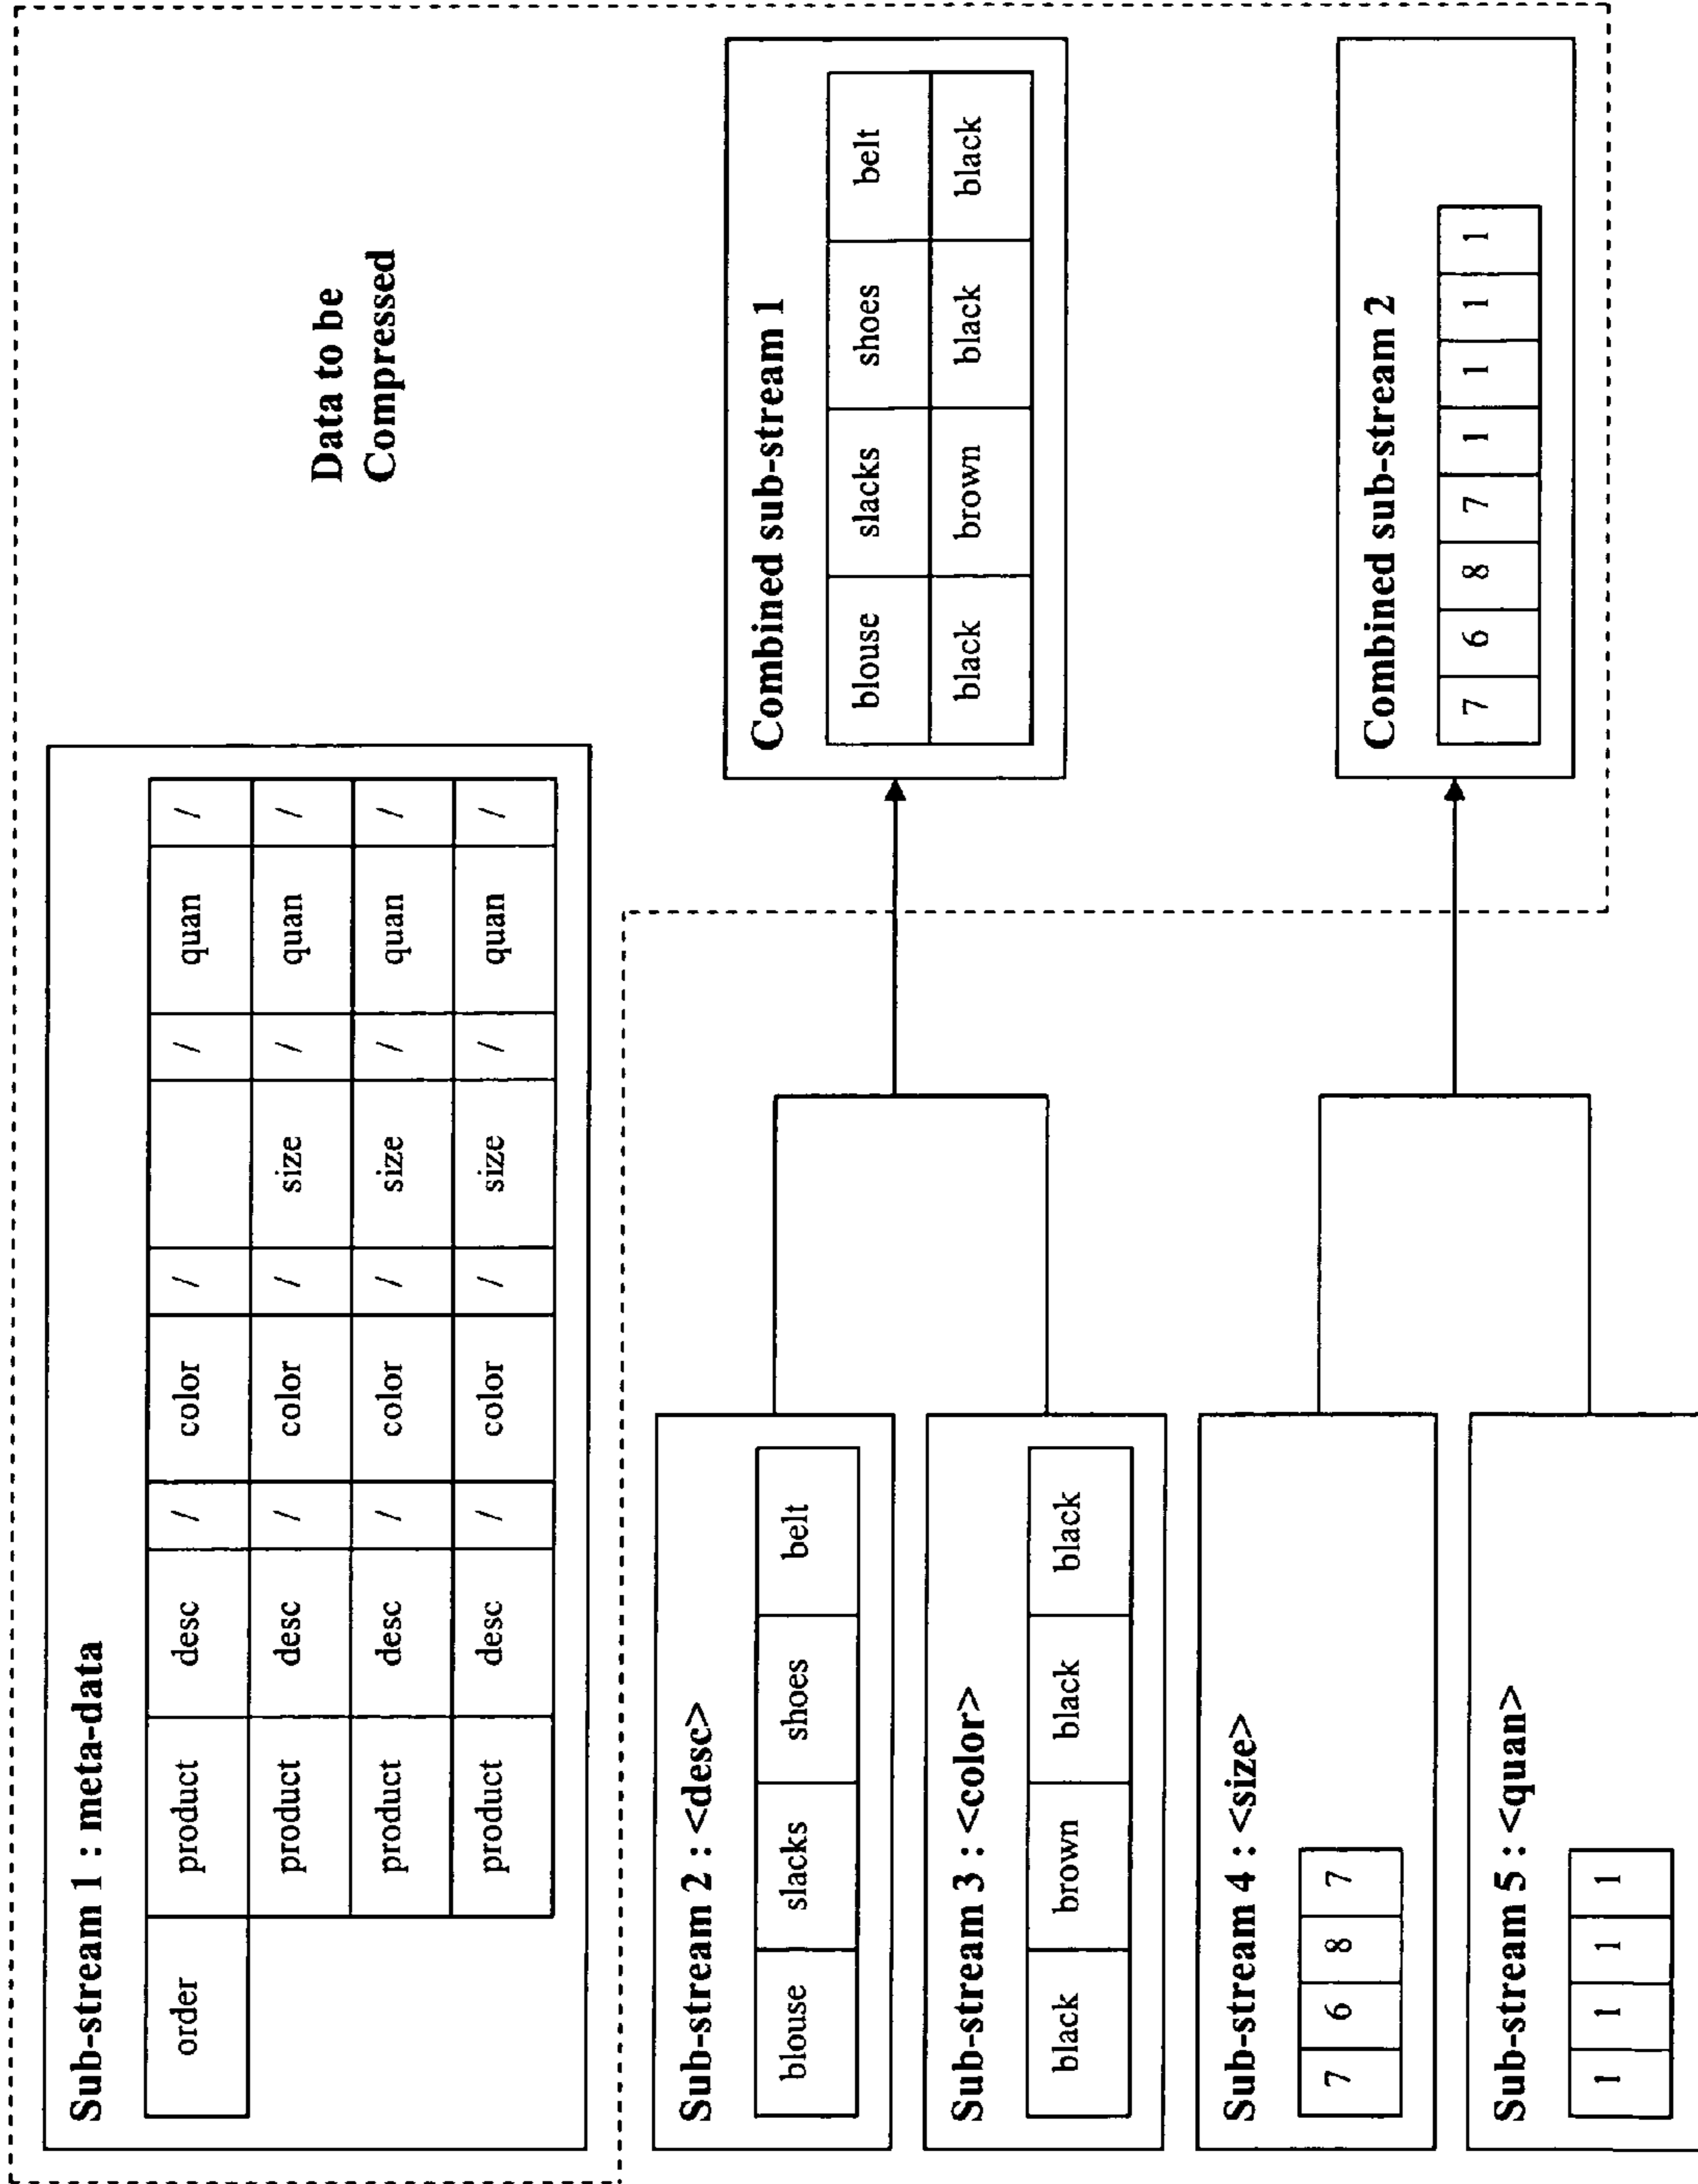 Sub-stream 1 : meta-data
order product desc / color / / quan /
product desc / color / size / quan /
product desc / color / size / quan /
product desc / color / size / quan /
Data to be
Compressed
Sub-stream 2 : <desc>
blouse slacks shoes belt
Sub-stream 3 : <color>
black brown black black
Combined sub-stream 1
blouse slacks shoes belt
black brown black black
Sub-stream 4 : <size>
7 6 8 7
Sub-stream 5 : <quan>
1 1 1 1
Combined sub-stream 2
7 6 8 7 1 1 1 1